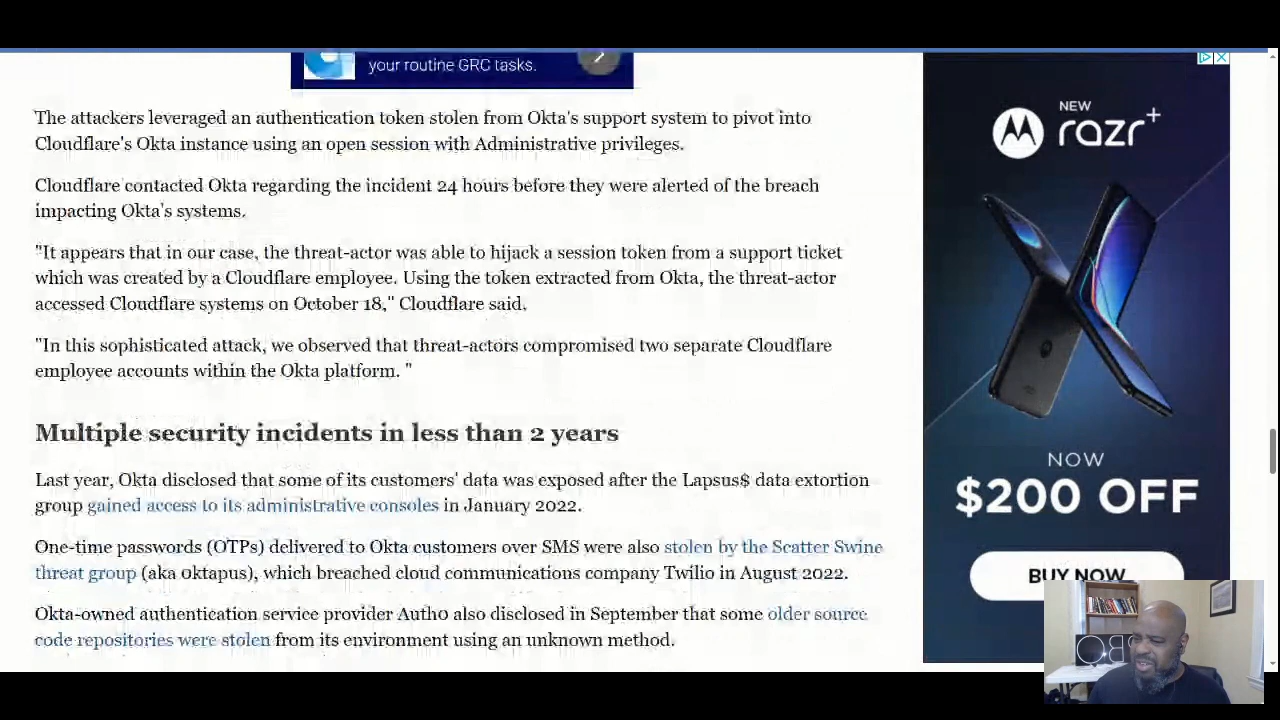 your routine GRC tasks.
The attackers leveraged an authentication token stolen from Okta's support system to pivot into
Cloudflare's Okta instance using an open session with Administrative privileges.
Cloudflare contacted Okta regarding the incident 24 hours before they were alerted of the breach
impacting Okta's systems.
"It appears that in our case, the threat-actor was able to hijack a session token from a support ticket
which was created by a Cloudflare employee. Using the token extracted from Okta, the threat-actor
accessed Cloudflare systems on October 18," Cloudflare said.
"In this sophisticated attack, we observed that threat-actors compromised two separate Cloudflare
employee accounts within the Okta platform. "
Multiple security incidents in less than 2 years
Last year, Okta disclosed that some of its customers' data was exposed after the Lapsus$ data extortion
group gained access to its administrative consoles in January 2022.
One-time passwords (OTPs) delivered to Okta customers over SMS were also stolen by the Scatter Swine
threat group (aka 0ktapus), which breached cloud communications company Twilio in August 2022.
Okta-owned authentication service provider Auth0 also disclosed in September that some older source
code repositories were stolen from its environment using an unknown method.
NEW
razr+
NOW
$200 OFF
BUY NOW